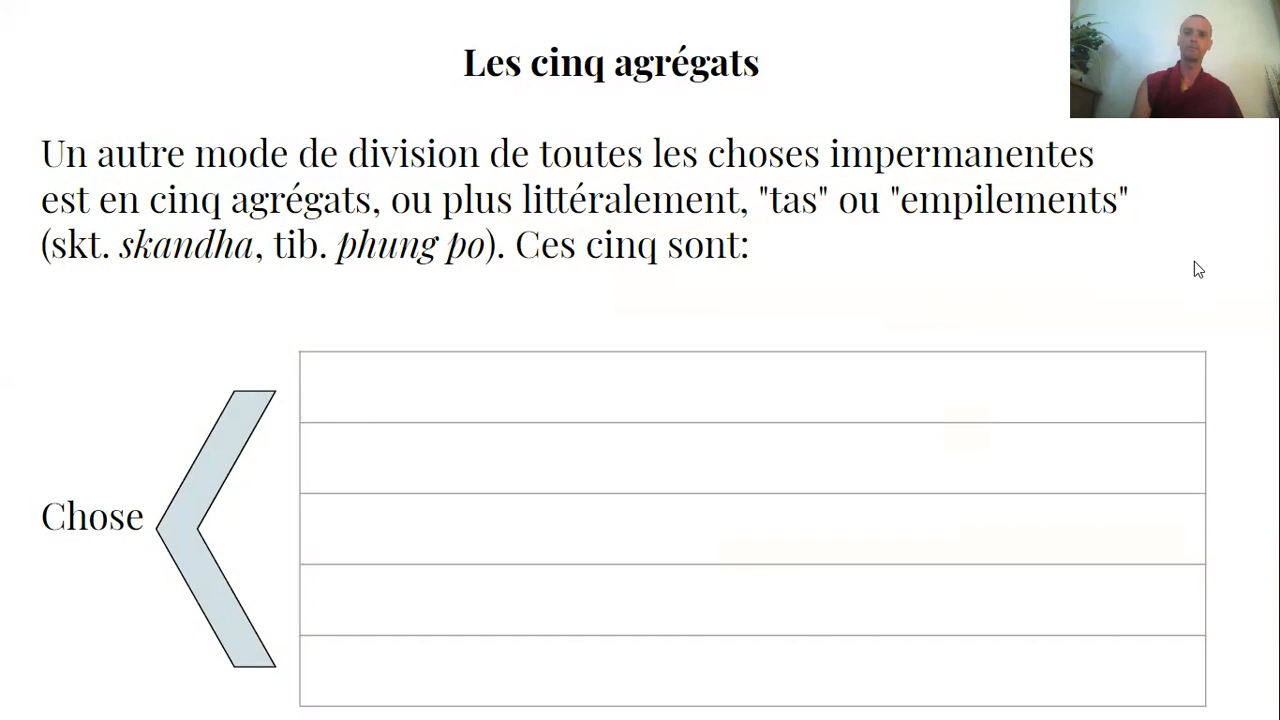 Les cinq agrégats
Un autre mode de division de toutes les choses impermanentes
est en cinq agrégats, ou plus littéralement, "tas" ou "empilements"
(skt. skandha, tib. phung po). Ces cinq sont:
Chose